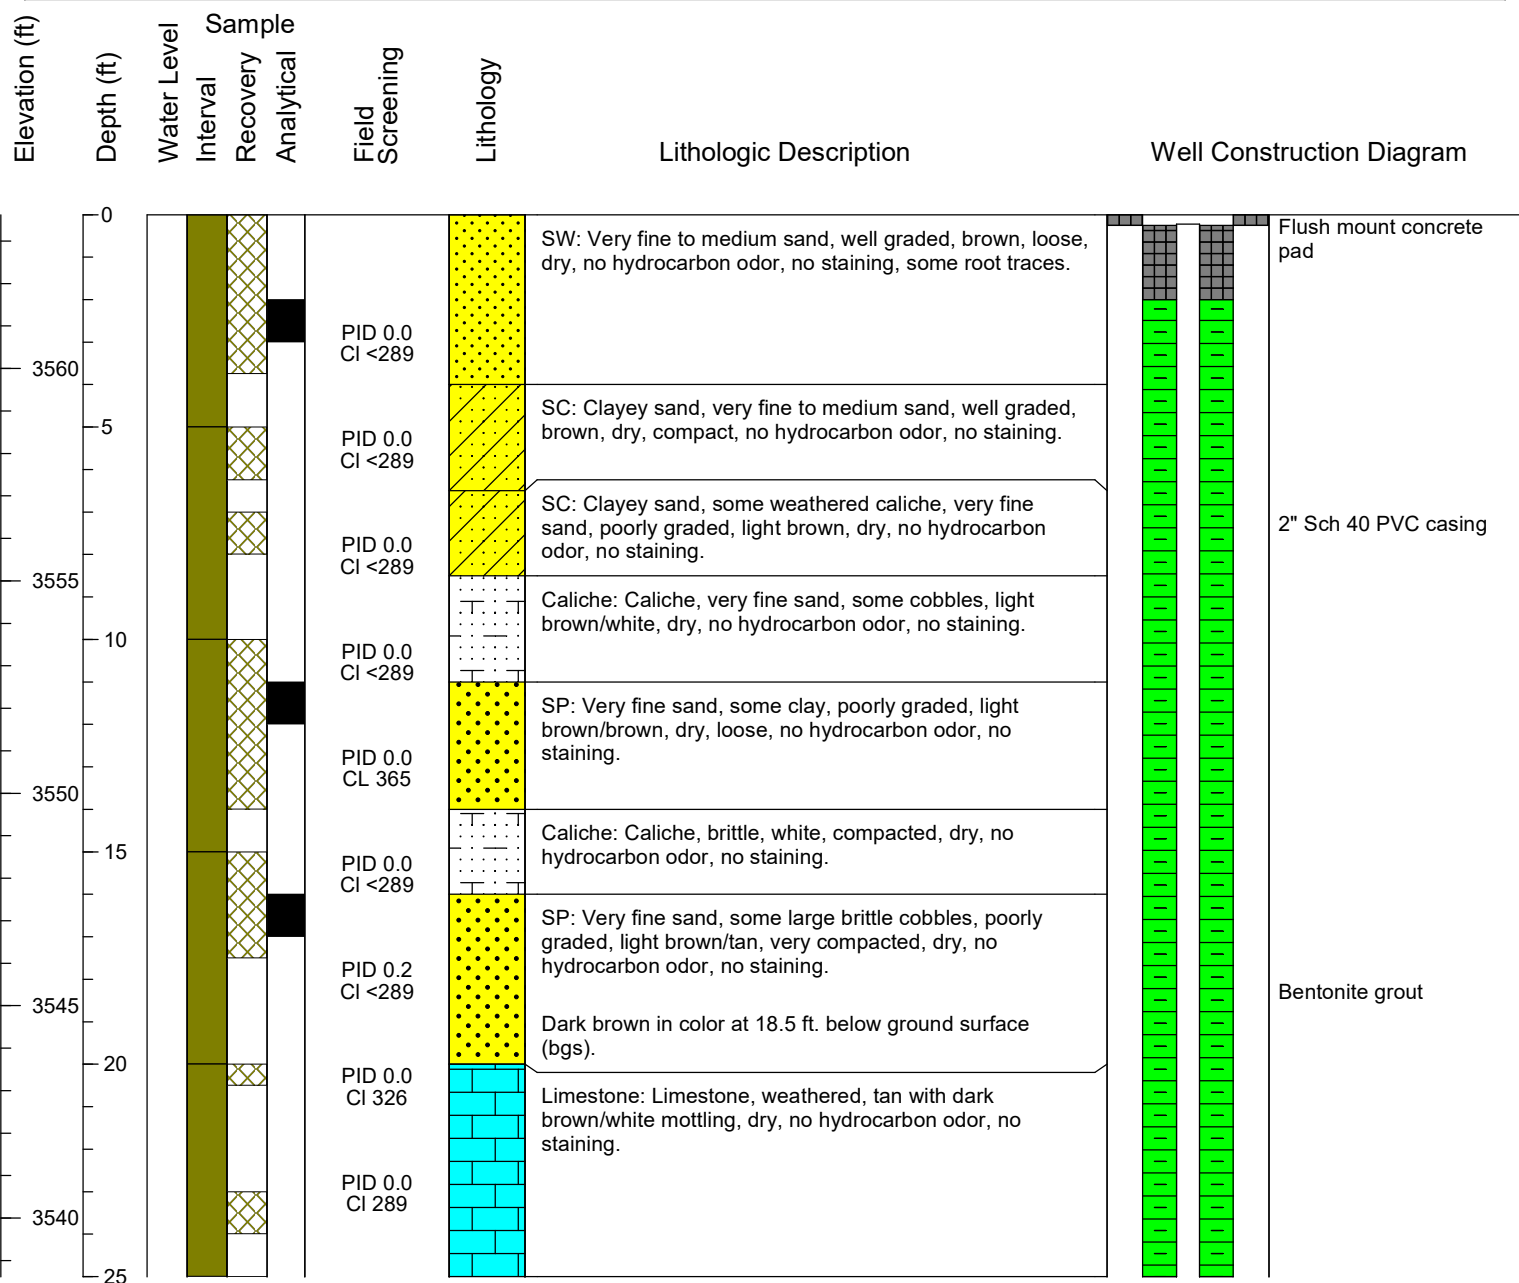 Elevation (ft)
Depth (ft)
Water Level
Sample
Interval
Recovery
Analytical
Field
Screening
Lithology
Lithologic Description
Well Construction Diagram
0
SW: Very fine to medium sand, well graded, brown, loose,
dry, no hydrocarbon odor, no staining, some root traces.
Flush mount concrete
pad
PID 0.0
Cl <289
3560
SC: Clayey sand, very fine to medium sand, well graded,
brown, dry, compact, no hydrocarbon odor, no staining.
5
PID 0.0
Cl <289
SC: Clayey sand, some weathered caliche, very fine
sand, poorly graded, light brown, dry, no hydrocarbon
odor, no staining.
2" Sch 40 PVC casing
PID 0.0
Cl <289
3555
Caliche: Caliche, very fine sand, some cobbles, light
brown/white, dry, no hydrocarbon odor, no staining.
10
PID 0.0
Cl <289
SP: Very fine sand, some clay, poorly graded, light
brown/brown, dry, loose, no hydrocarbon odor, no
staining.
PID 0.0
CL 365
3550
Caliche: Caliche, brittle, white, compacted, dry, no
hydrocarbon odor, no staining.
15
PID 0.0
Cl <289
SP: Very fine sand, some large brittle cobbles, poorly
graded, light brown/tan, very compacted, dry, no
hydrocarbon odor, no staining.
PID 0.2
Cl <289
3545
Bentonite grout
Dark brown in color at 18.5 ft. below ground surface
(bgs).
20
PID 0.0
Cl 326
Limestone: Limestone, weathered, tan with dark
brown/white mottling, dry, no hydrocarbon odor, no
staining.
PID 0.0
Cl 289
3540
25